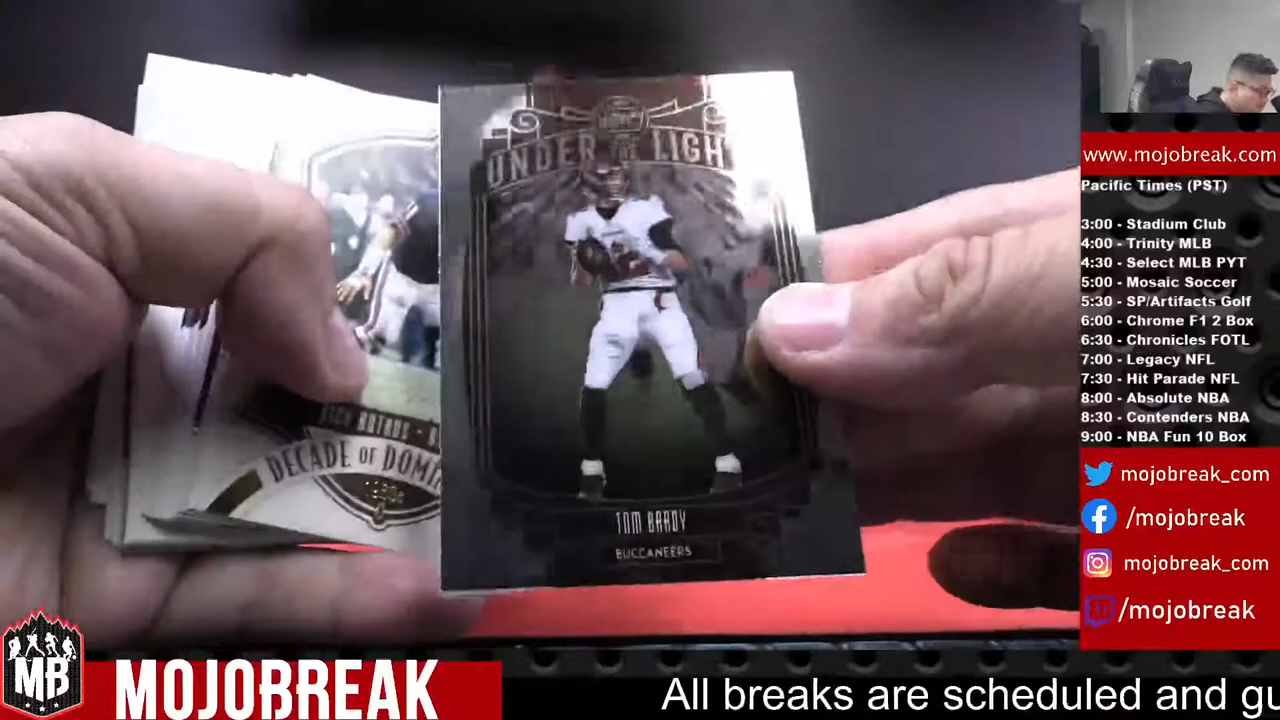 UNDER THE LIGH
12
TOM BRADY
BUCCANEERS
DECADE OF DOMI
www.mojobreak.com
Pacific Times (PST)
3:00 - Stadium Club
4:00 - Trinity MLB
4:30 - Select MLB PYT
5:00 - Mosaic Soccer
5:30 - SP/Artifacts Golf
6:00 - Chrome F1 2 Box
6:30 - Chronicles FOTL
7:00 - Legacy NFL
7:30 - Hit Parade NFL
8:00 - Absolute NBA
8:30 - Contenders NBA
9:00 - NBA Fun 10 Box
mojobreak_com
/mojobreak
mojobreak_com
/mojobreak
MB
MOJOBREAK
All breaks are scheduled and gu